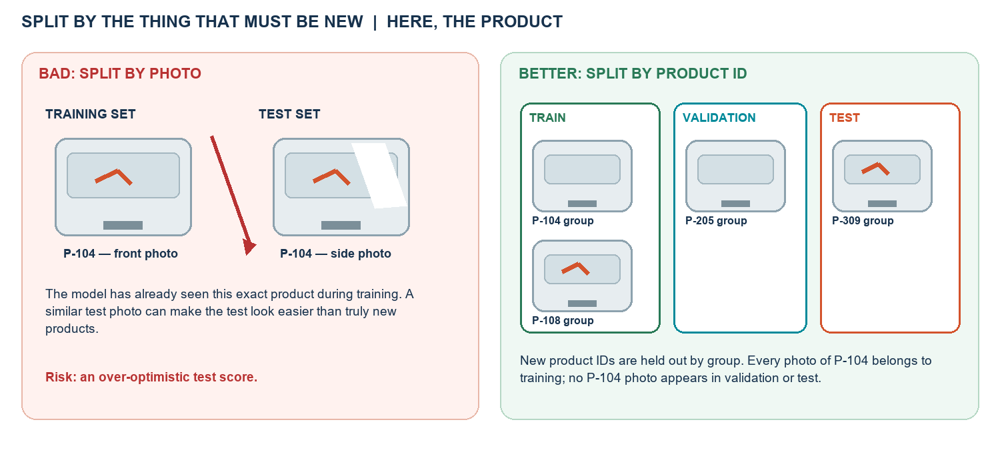 SPLIT BY THE THING THAT MUST BE NEW | HERE, THE PRODUCT
BAD: SPLIT BY PHOTO
TRAINING SET
TEST SET
P-104 — front photo
P-104 — side photo
The model has already seen this exact product during training. A
similar test photo can make the test look easier than truly new
products.
Risk: an over-optimistic test score.
BETTER: SPLIT BY PRODUCT ID
TRAIN
P-104 group
P-108 group
VALIDATION
P-205 group
TEST
P-309 group
New product IDs are held out by group. Every photo of P-104 belongs to
training; no P-104 photo appears in validation or test.